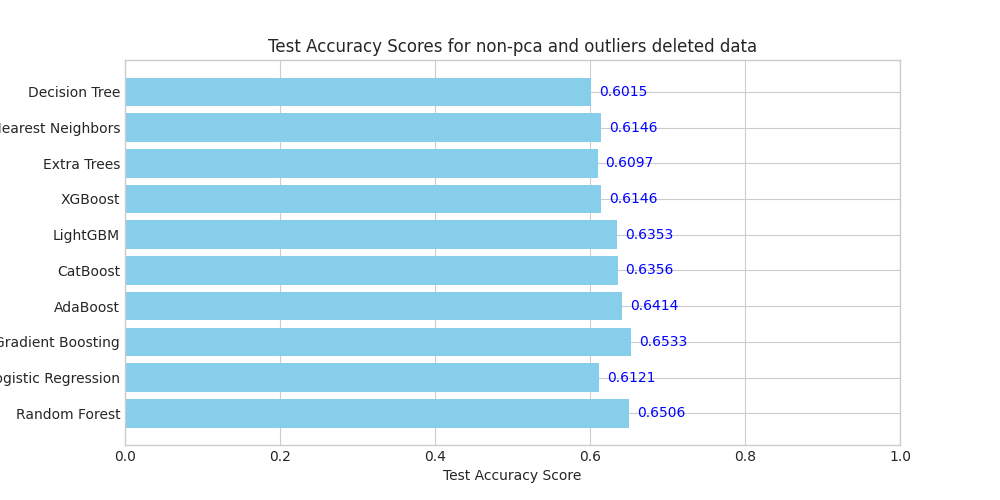 Test Accuracy Scores for non-pca and outliers deleted data
Decision Tree
0.6015
Nearest Neighbors
0.6146
Extra Trees
0.6097
XGBoost
0.6146
LightGBM
0.6353
CatBoost
0.6356
AdaBoost
0.6414
Gradient Boosting
0.6533
ogistic Regression
0.6121
Random Forest
0.6506
0.0 0.2 0.4 0.6 0.8 1.0
Test Accuracy Score